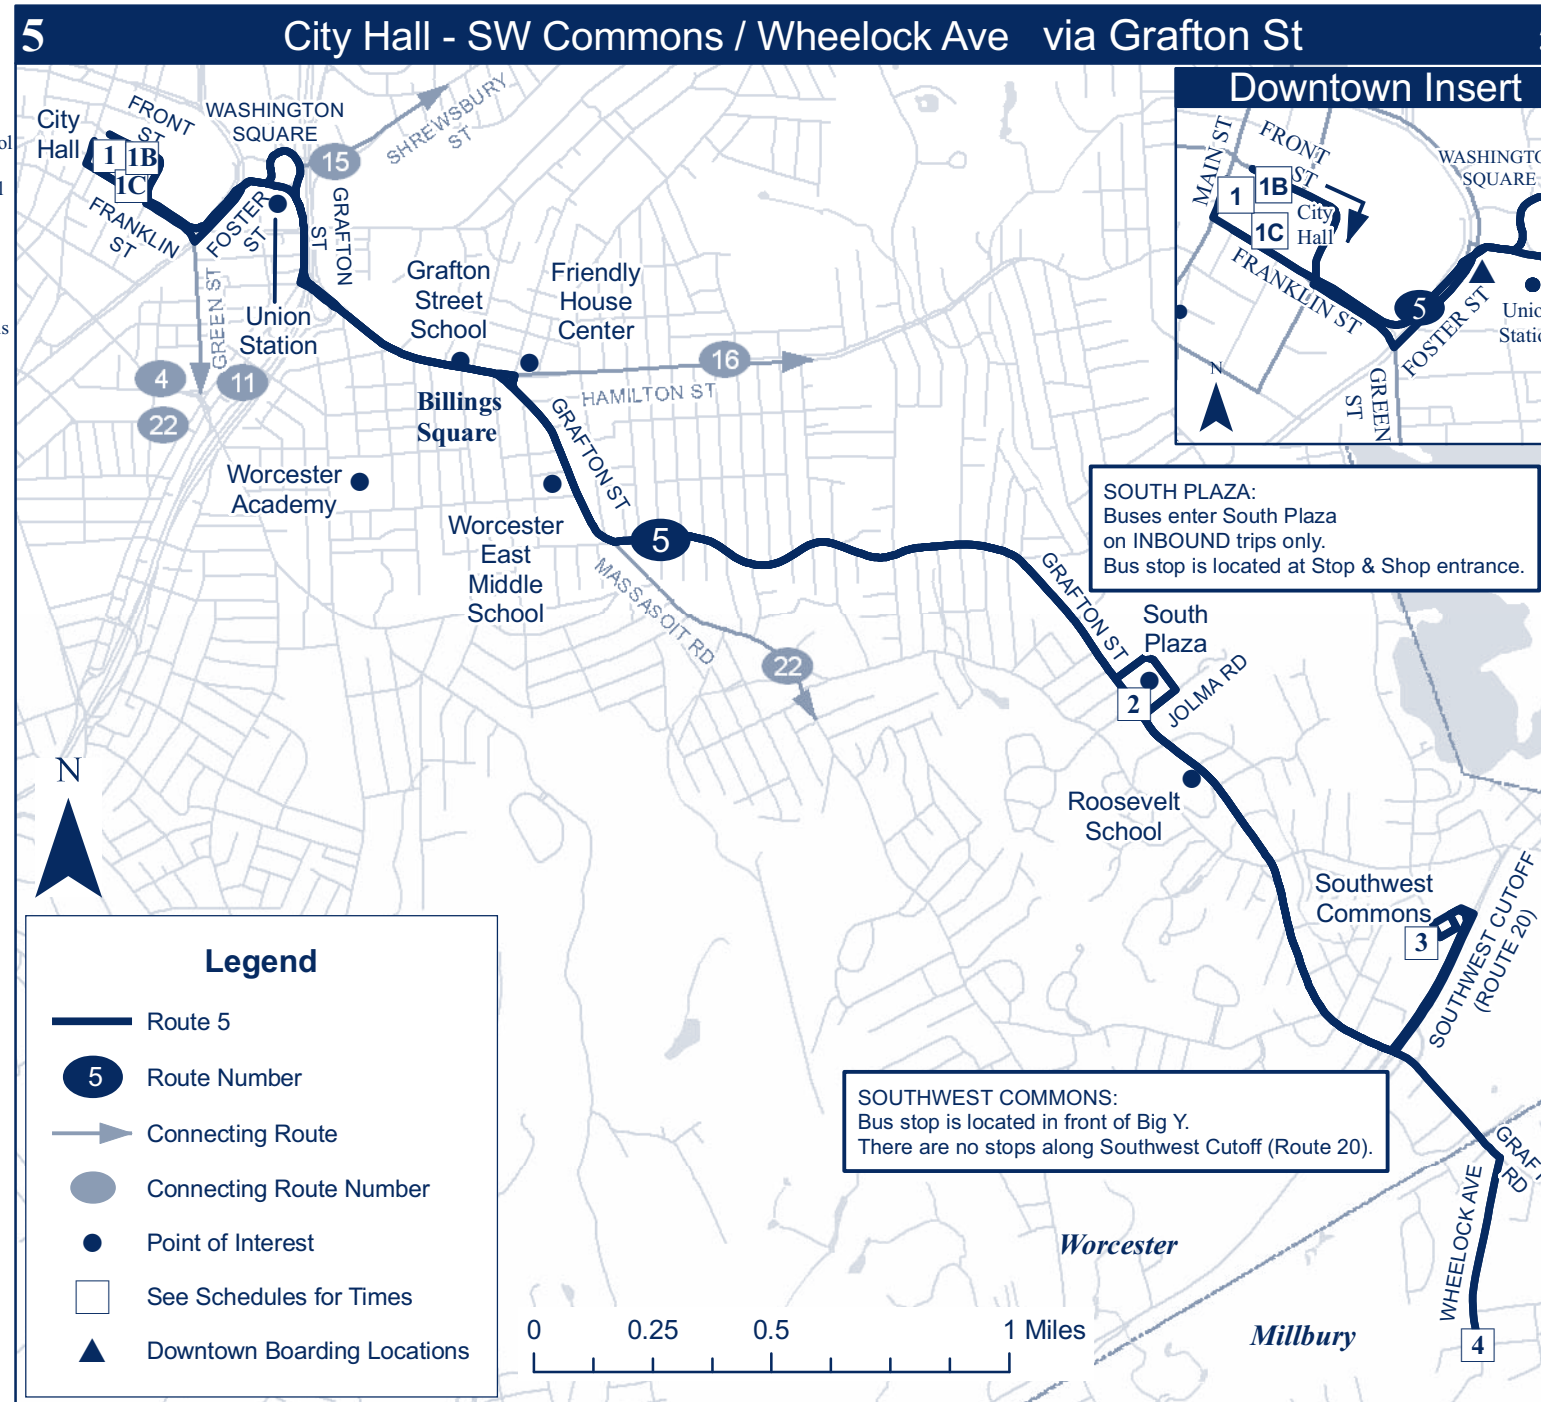 5
City Hall - SW Commons / Wheelock Ave via Grafton St
Downtown Insert
MAIN ST
FRONT
ST
WASHINGTO
SQUARE
1
1B
1C
City
Hall
FRANKLIN ST
5
FOSTER ST
Unio
Static
GREEN
ST
N
City
Hall
FRONT
ST
1
1B
1C
WASHINGTON
SQUARE
15
SHREWSBURY
ST
FRANKLIN
ST
FOSTER
ST
GRAFTON
ST
GREEN ST
Union
Station
4
11
22
Grafton
Street
School
Friendly
House
Center
16
HAMILTON ST
Billings
Square
GRAFTON ST
Worcester
Academy
Worcester
East
Middle
School
5
MASSASOIT RD
22
SOUTH PLAZA:
Buses enter South Plaza
on INBOUND trips only.
Bus stop is located at Stop & Shop entrance.
GRAFTON ST
South
Plaza
2
JOLMA RD
Roosevelt
School
Southwest
Commons
3
SOUTHWEST CUTOFF
(ROUTE 20)
SOUTHWEST COMMONS:
Bus stop is located in front of Big Y.
There are no stops along Southwest Cutoff (Route 20).
RD
WHEELOCK AVE
4
Worcester
Millbury
N
Legend
Route 5
5
Route Number
Connecting Route
Connecting Route Number
Point of Interest
See Schedules for Times
Downtown Boarding Locations
0 0.25 0.5 1 Miles